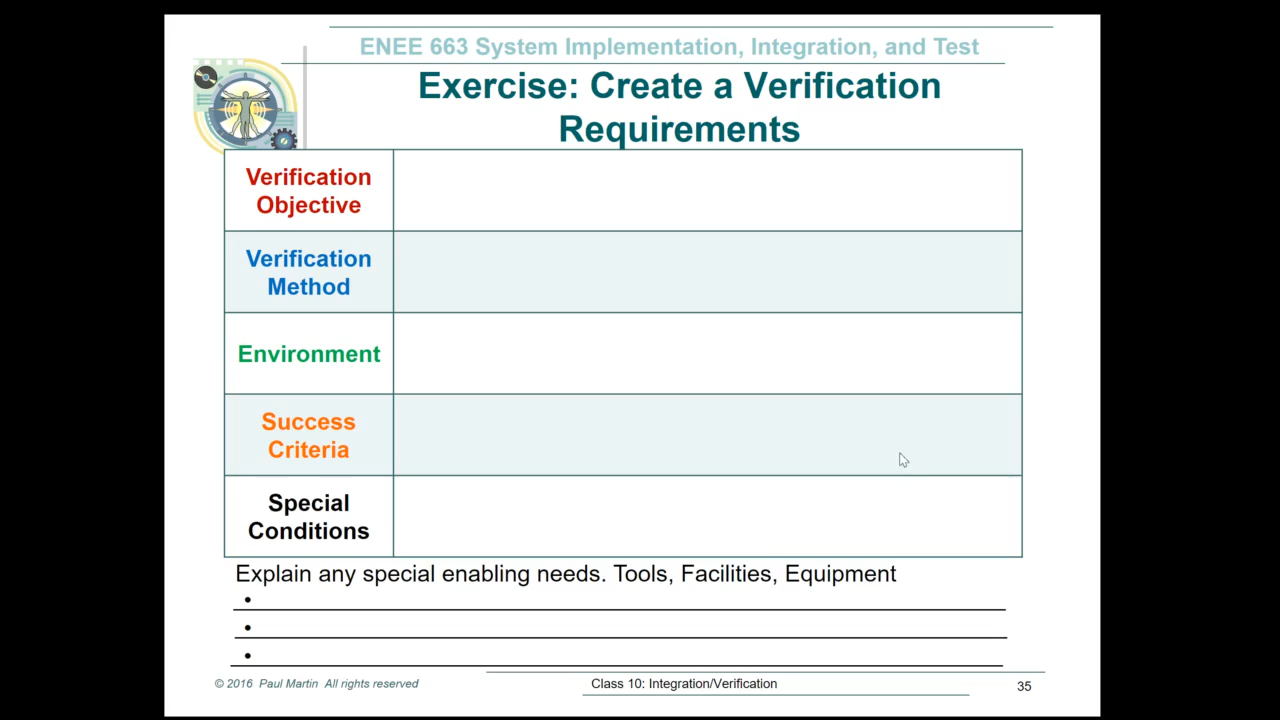 ENEE 663 System Implementation, Integration, and Test
Exercise: Create a Verification
Requirements
Verification
Objective
Verification
Method
Environment
Success
Criteria
Special
Conditions
Explain any special enabling needs. Tools, Facilities, Equipment
•
•
•
© 2016 Paul Martin All rights reserved
Class 10: Integration/Verification
35